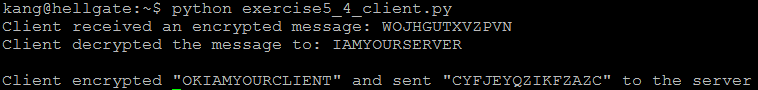 kang@hellgate:~$ python exercise5_4_client.py
Client received an encrypted message: WOJHGUTXVZPVN
Client decrypted the message to: IAMYOURSERVER
Client encrypted "OKIAMYOURCLIENT" and sent "CYFJEYQZIKFZAZC" to the server